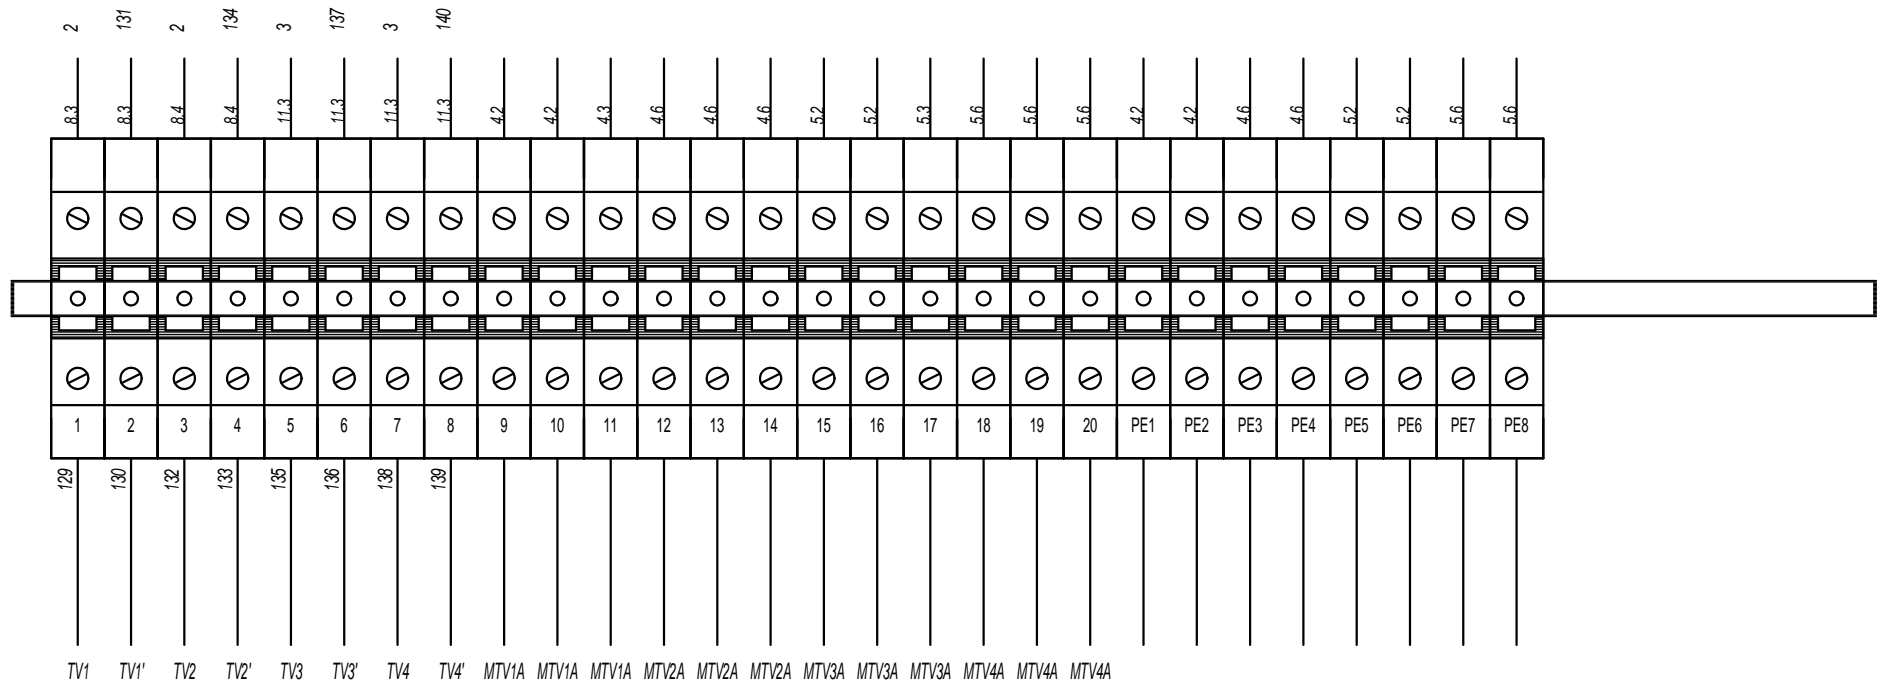 2 131 2 134 3 137 3 140
8.3 8.3 8.4 8.4 11.3 11.3 11.3 11.3 4.2 4.2 4.3 4.6 4.6 4.6 5.2 5.2 5.3 5.6 5.6 5.6 4.2 4.2 4.6 4.6 5.2 5.2 5.6 5.6
1 2 3 4 5 6 7 8 9 10 11 12 13 14 15 16 17 18 19 20 PE1 PE2 PE3 PE4 PE5 PE6 PE7 PE8
129 130 132 133 135 136 138 139
TV1 TV1' TV2 TV2' TV3 TV3' TV4 TV4' MTV1A MTV1A MTV1A MTV2A MTV2A MTV2A MTV3A MTV3A MTV3A MTV4A MTV4A MTV4A